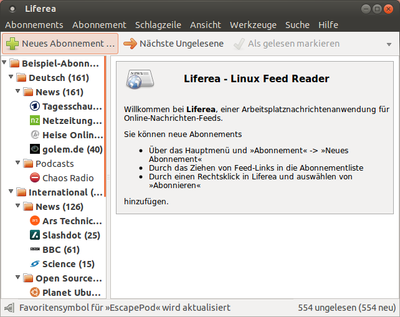 Liferea
Abonnements Abonnement Schlagzeile Ansicht Werkzeuge Suche Hilfe
Neues Abonnement ... Nächste Ungelesene Als gelesen markieren
Beispiel-Abonn...
Deutsch (161)
News (161)
Tagesschau...
Netzeitung...
Heise Onlin...
golem.de (40)
Podcasts
Chaos Radio
International (...
News (126)
Ars Technic...
Slashdot (25)
BBC (61)
Science (15)
Open Source...
Planet Ubu...
Liferea - Linux Feed Reader
Willkommen bei Liferea, einer Arbeitsplatznachrichtenanwendung für
Online-Nachrichten-Feeds.
Sie können neue Abonnements
• Über das Hauptmenü und »Abonnement« -> »Neues
Abonnement«
• Durch das Ziehen von Feed-Links in die Abonnementliste
• Durch einen Rechtsklick in Liferea und auswählen von
»Abonnieren«
hinzufügen.
Favoritensymbol für »EscapePod« wird aktualisiert
554 ungelesen (554 neu)